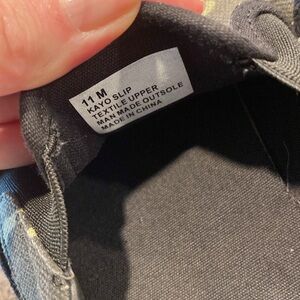 11 M
KAYO SLIP
TEXTILE UPPER
MAN MADE OUTSOLE
MADE IN CHINA